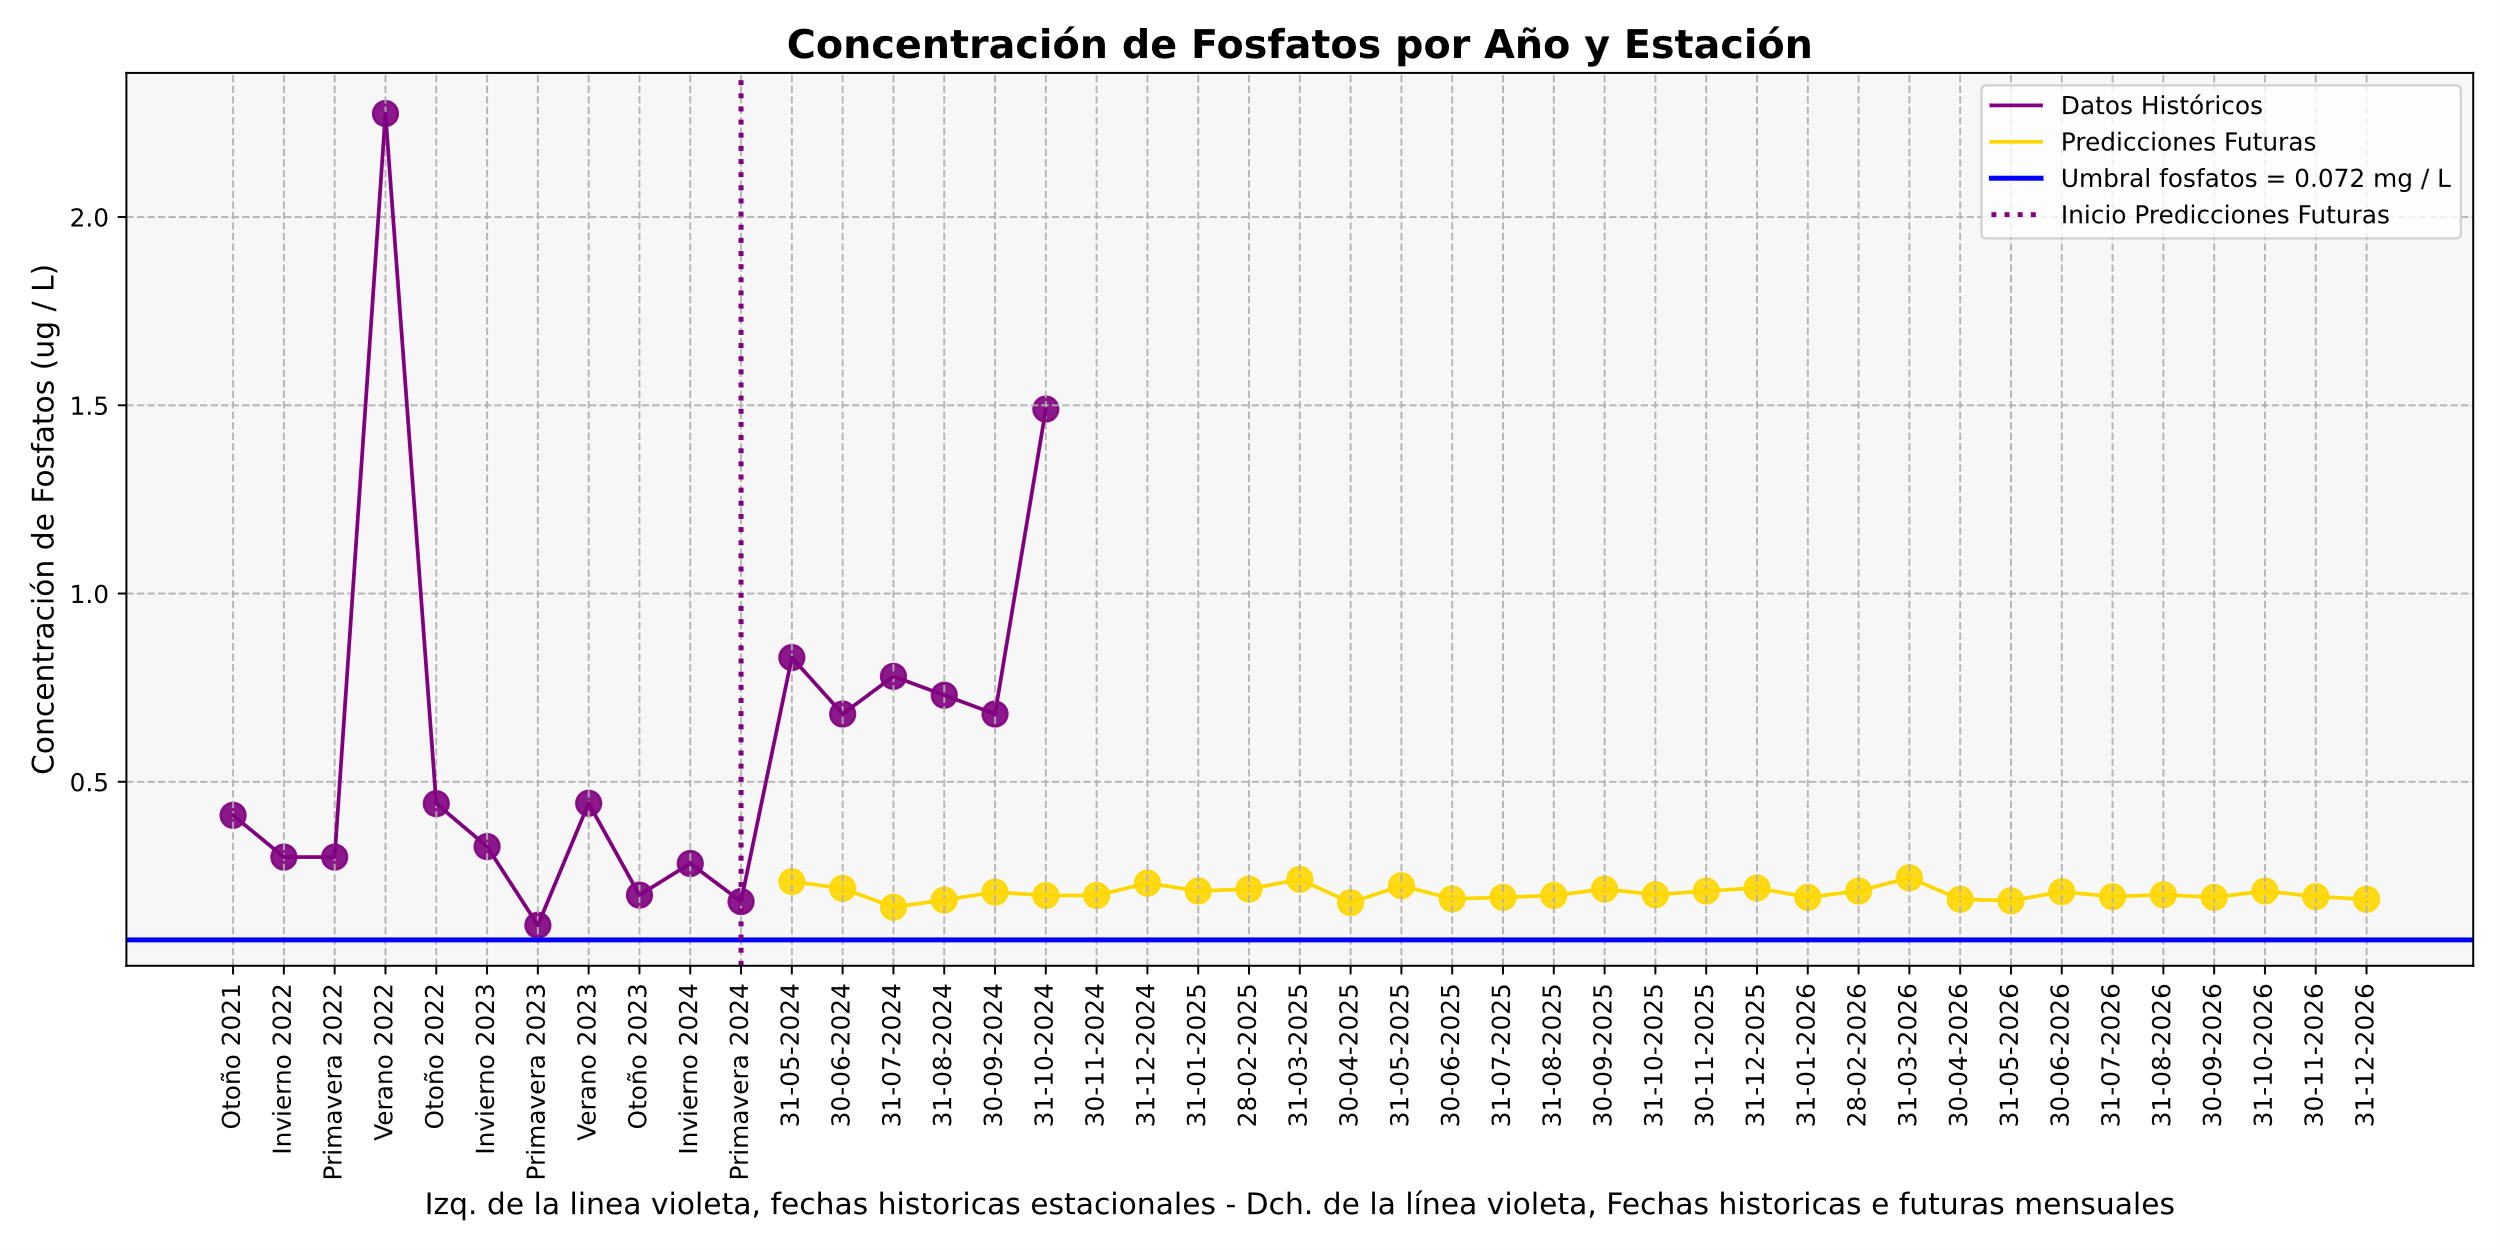 Concentración de Fosfatos por Año y Estación
Datos Históricos
Predicciones Futuras
Umbral fosfatos = 0.072 mg / L
Inicio Predicciones Futuras
Concentración de Fosfatos (ug / L)
2.0
1.5
1.0
0.5
Otoño 2021
Invierno 2022
Primavera 2022
Verano 2022
Otoño 2022
Invierno 2023
Primavera 2023
Verano 2023
Otoño 2023
Invierno 2024
Primavera 2024
31-05-2024
30-06-2024
31-07-2024
31-08-2024
30-09-2024
31-10-2024
30-11-2024
31-12-2024
31-01-2025
28-02-2025
31-03-2025
30-04-2025
31-05-2025
30-06-2025
31-07-2025
31-08-2025
30-09-2025
31-10-2025
30-11-2025
31-12-2025
31-01-2026
28-02-2026
31-03-2026
30-04-2026
31-05-2026
30-06-2026
31-07-2026
31-08-2026
30-09-2026
31-10-2026
30-11-2026
31-12-2026
Izq. de la linea violeta, fechas historicas estacionales - Dch. de la línea violeta, Fechas historicas e futuras mensuales